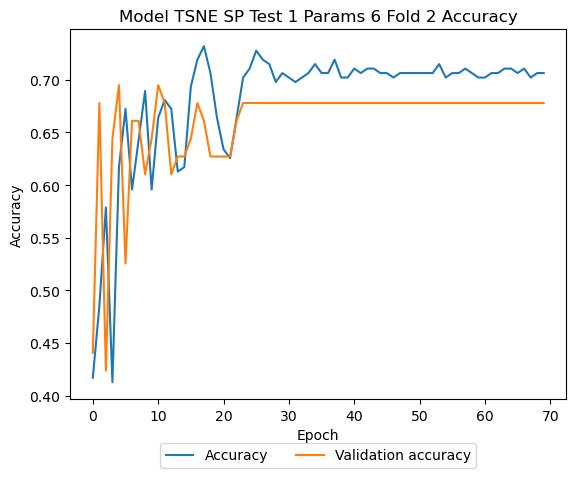 Model TSNE SP Test 1 Params 6 Fold 2 Accuracy
0.70
0.65
0.60
0.55
0.50
0.45
0.40
Accuracy
0 10 20 30 40 50 60 70
Epoch
Accuracy Validation accuracy